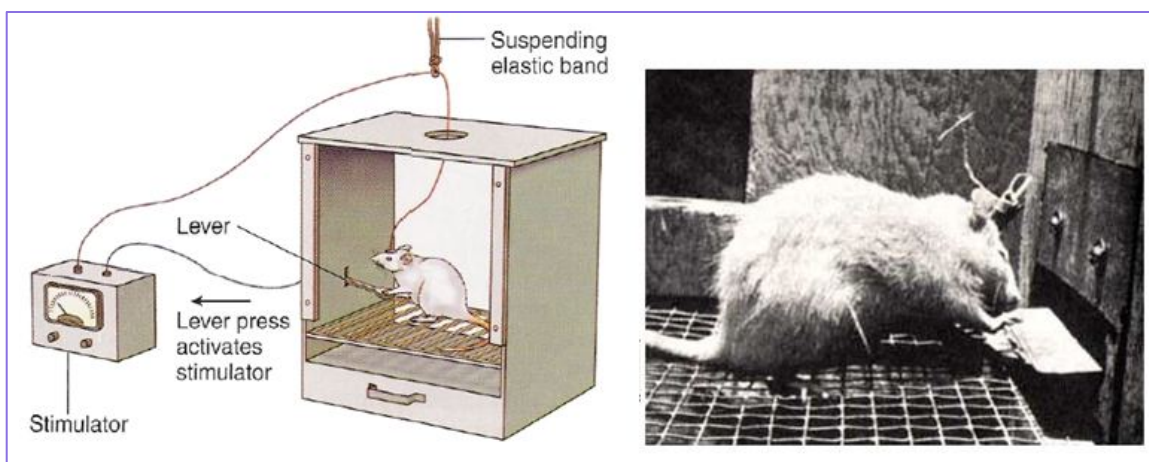 Suspending
elastic band
Lever
Lever press
activates
stimulator
Stimulator